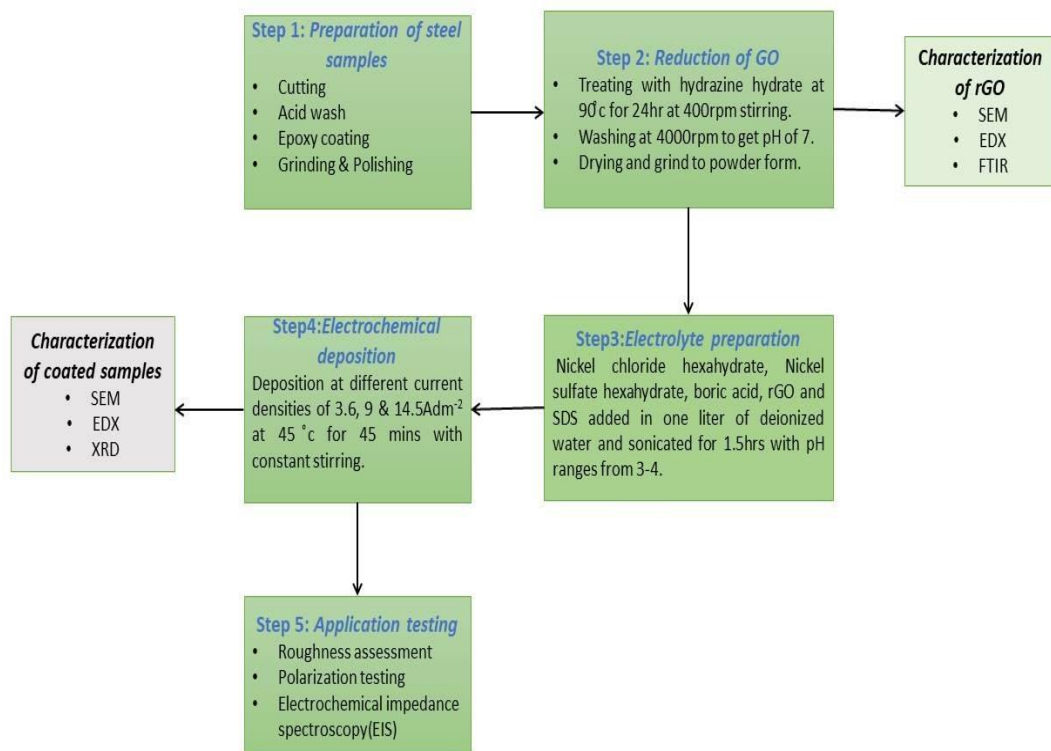 Step 1: Preparation of steel
samples
• Cutting
• Acid wash
• Epoxy coating
• Grinding & Polishing
Step 2: Reduction of GO
• Treating with hydrazine hydrate at
90˚c for 24hr at 400rpm stirring.
• Washing at 4000rpm to get pH of 7.
• Drying and grind to powder form.
Characterization
of rGO
• SEM
• EDX
• FTIR
Step3:Electrolyte preparation
Nickel chloride hexahydrate, Nickel
sulfate hexahydrate, boric acid, rGO and
SDS added in one liter of deionized
water and sonicated for 1.5hrs with pH
ranges from 3-4.
Step4:Electrochemical
deposition
Deposition at different current
densities of 3.6, 9 & 14.5Adm⁻²
at 45 ˚c for 45 mins with
constant stirring.
Characterization
of coated samples
• SEM
• EDX
• XRD
Step 5: Application testing
• Roughness assessment
• Polarization testing
• Electrochemical impedance
spectroscopy(EIS)